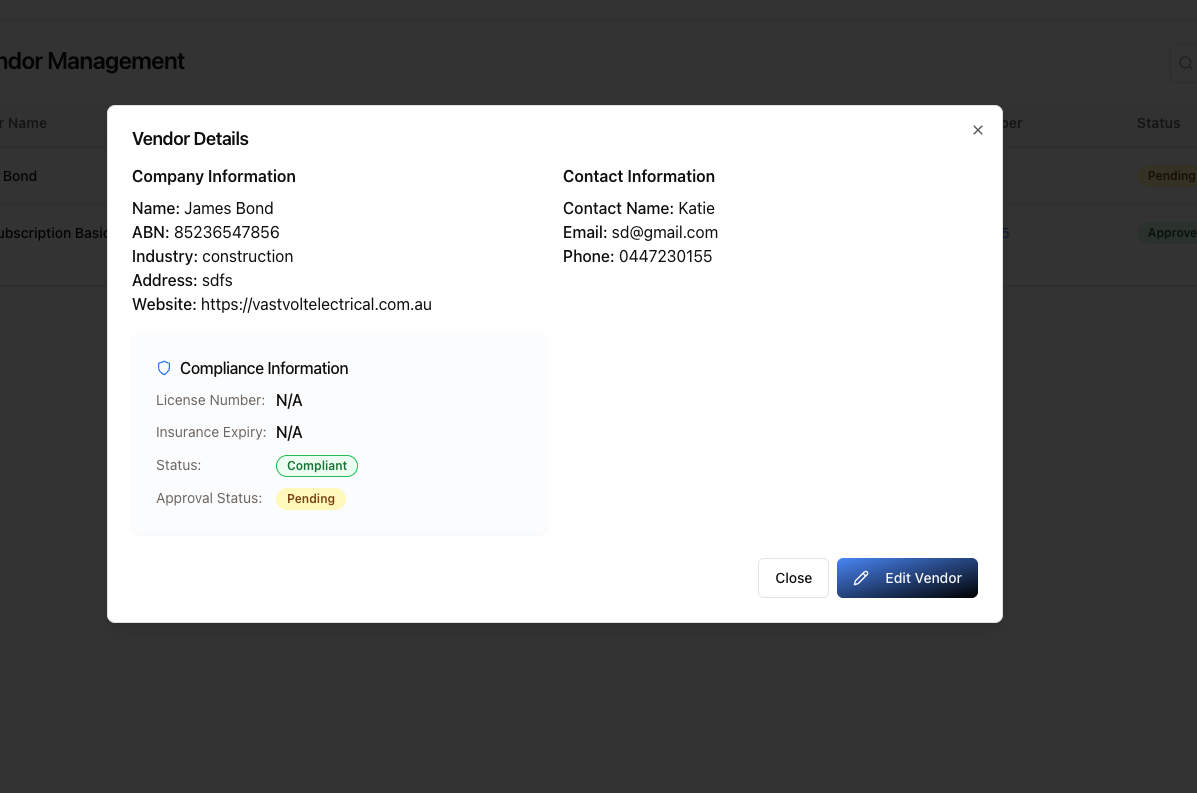 ndor Management
r Name
ber
Status
Bond
Pending
ubscription Basic
5
Approve
Vendor Details
Company Information
Name: James Bond
ABN: 85236547856
Industry: construction
Address: sdfs
Website: https://vastvoltelectrical.com.au
Contact Information
Contact Name: Katie
Email: sd@gmail.com
Phone: 0447230155
Compliance Information
License Number: N/A
Insurance Expiry: N/A
Status: Compliant
Approval Status: Pending
Close
Edit Vendor